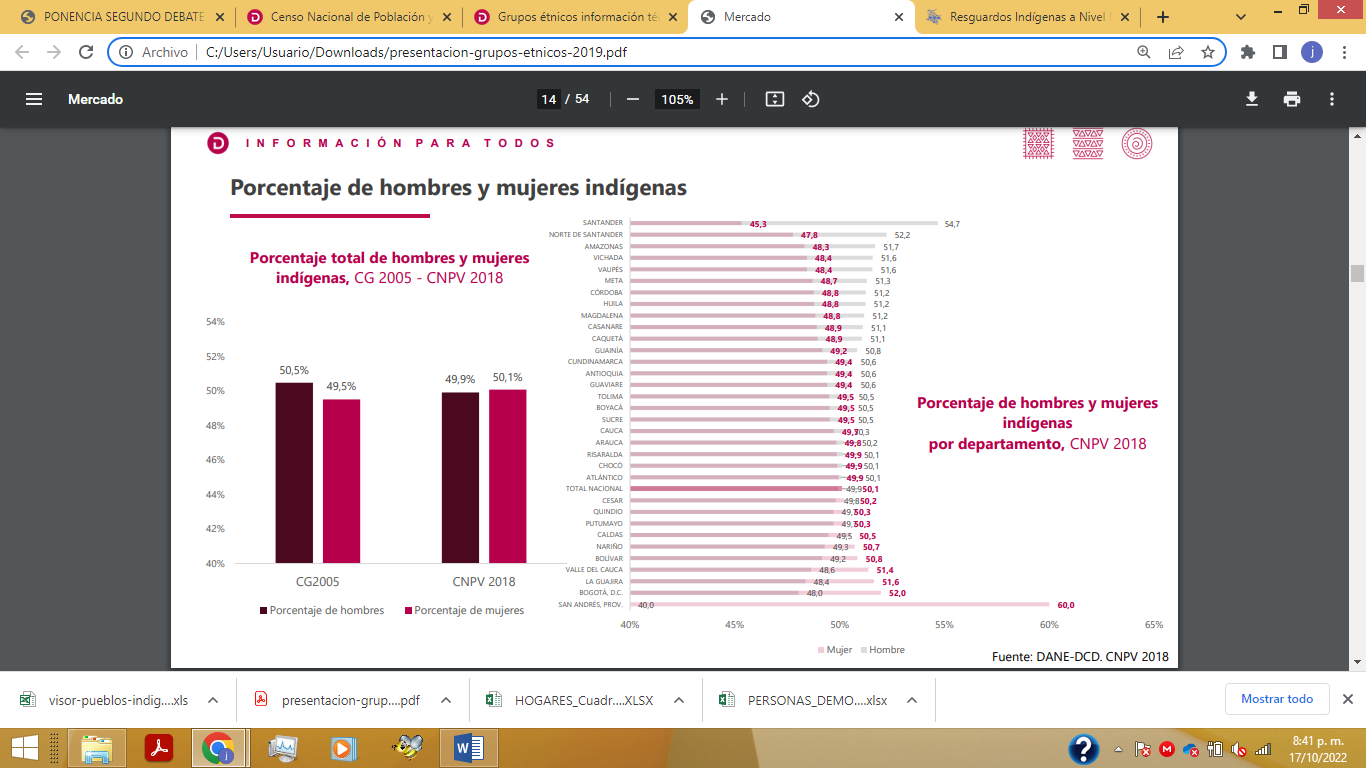 PONENCIA SEGUNDO DEBATE
Censo Nacional de Población y
Grupos étnicos información té
Mercado
Resguardos Indígenas a Nivel
Archivo
C:/Users/Usuario/Downloads/presentacion-grupos-etnicos-2019.pdf
j
Mercado
14 / 54
105%
D
INFORMACIÓN PARA TODOS
Porcentaje de hombres y mujeres indígenas
Porcentaje total de hombres y mujeres
indígenas, CG 2005 - CNPV 2018
54%
52%
50%
48%
46%
44%
42%
40%
50,5%
49,5%
49,9%
50,1%
CG2005
CNPV 2018
Porcentaje de hombres
Porcentaje de mujeres
SANTANDER 45,3 54,7
NORTE DE SANTANDER 47,8 52,2
AMAZONAS 48,3 51,7
VICHADA 48,4 51,6
VAUPÉS 48,4 51,6
META 48,7 51,3
CÓRDOBA 48,8 51,2
HUILA 48,8 51,2
MAGDALENA 48,8 51,2
CASANARE 48,9 51,1
CAQUETÁ 48,9 51,1
GUAINÍA 49,2 50,8
CUNDINAMARCA 49,4 50,6
ANTIOQUIA 49,4 50,6
GUAVIARE 49,4 50,6
TOLIMA 49,5 50,5
BOYACÁ 49,5 50,5
SUCRE 49,5 50,5
CAUCA 49,7 50,3
ARAUCA 49,8 50,2
RISARALDA 49,9 50,1
CHOCÓ 49,9 50,1
ATLÁNTICO 49,9 50,1
TOTAL NACIONAL 49,9 50,1
CESAR 49,8 50,2
QUINDIO 49,7 50,3
PUTUMAYO 49,7 50,3
CALDAS 49,5 50,5
NARIÑO 49,3 50,7
BOLÍVAR 49,2 50,8
VALLE DEL CAUCA 48,6 51,4
LA GUAJIRA 48,4 51,6
BOGOTÁ, D.C. 48,0 52,0
SAN ANDRÉS, PROV. 40,0 60,0
40% 45% 50% 55% 60% 65%
Mujer Hombre
Porcentaje de hombres y mujeres
indígenas
por departamento, CNPV 2018
Fuente: DANE-DCD. CNPV 2018
visor-pueblos-indig....xls
presentacion-grup....pdf
HOGARES_Cuadr....XLSX
PERSONAS_DEMO....xlsx
Mostrar todo
8:41 p. m.
17/10/2022